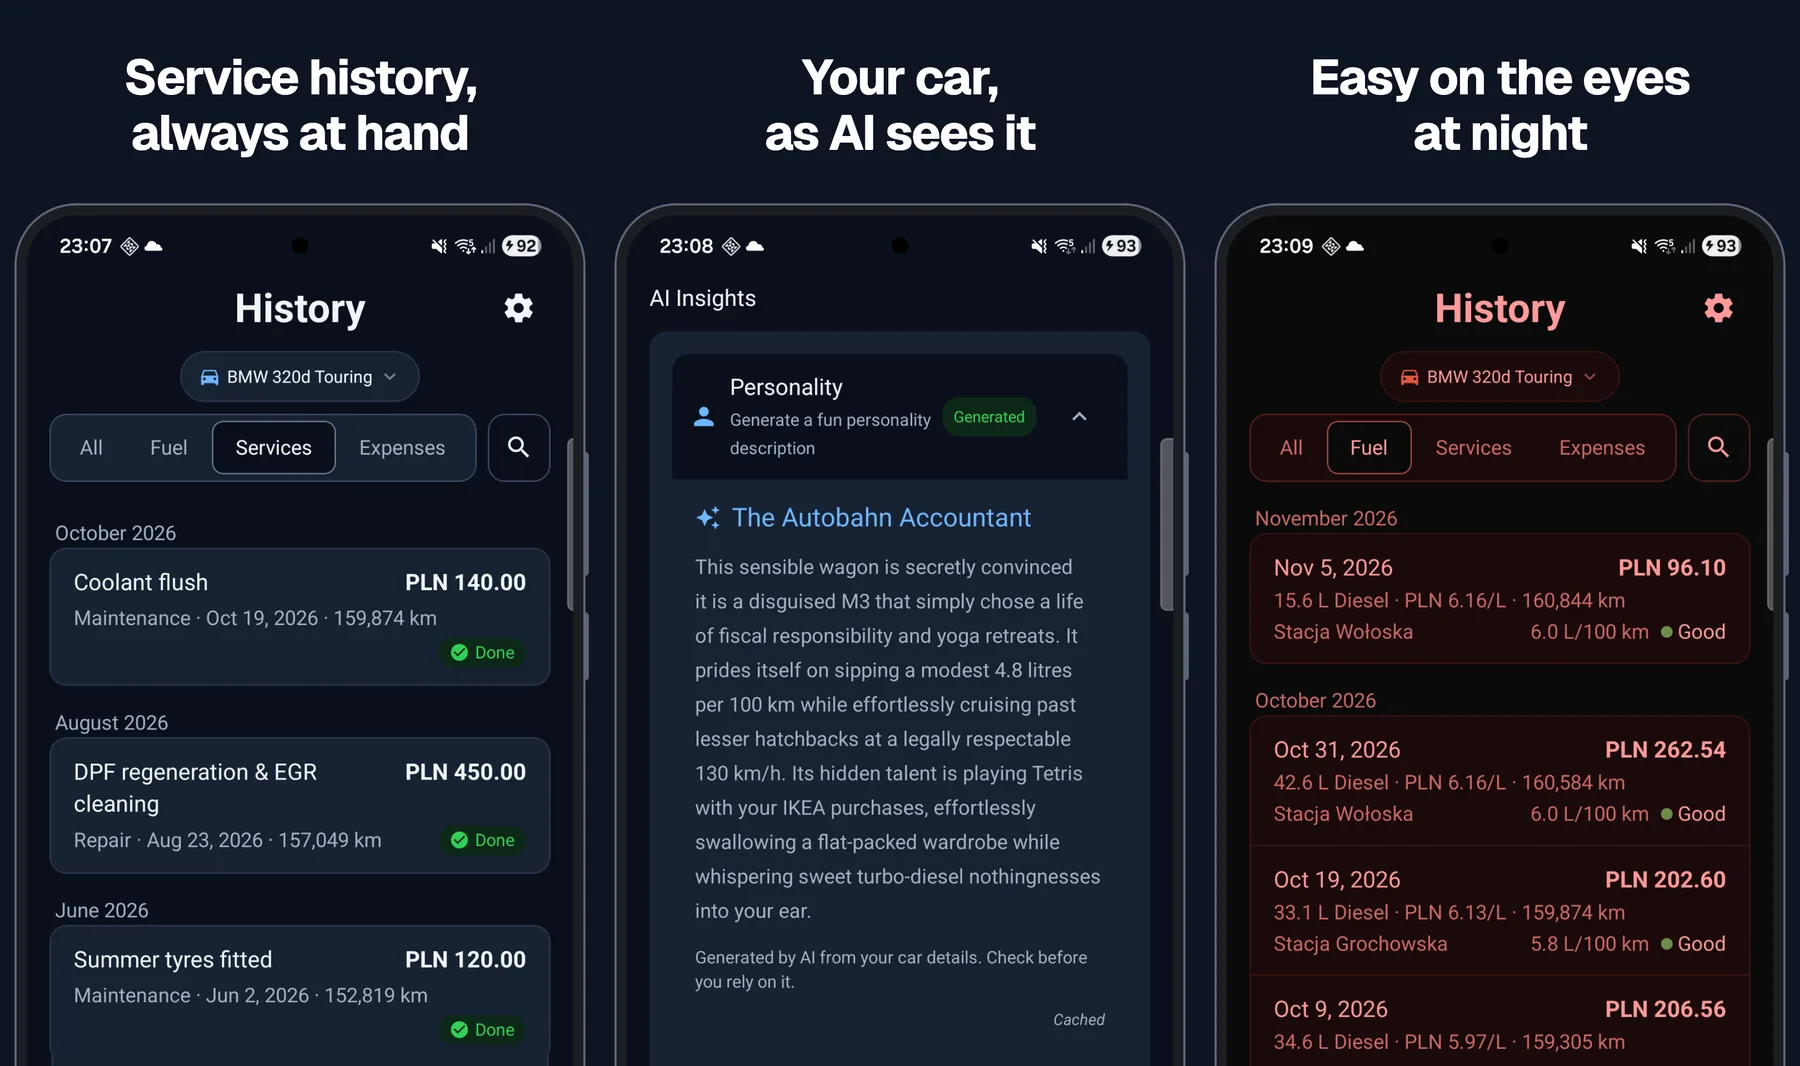 Service history,
always at hand
23:07
92
History
BMW 320d Touring
All Fuel Services Expenses
October 2026
Coolant flush PLN 140.00
Maintenance · Oct 19, 2026 · 159,874 km
Done
August 2026
DPF regeneration & EGR PLN 450.00
cleaning
Repair · Aug 23, 2026 · 157,049 km Done
June 2026
Summer tyres fitted PLN 120.00
Maintenance · Jun 2, 2026 · 152,819 km
Done
Your car,
as AI sees it
23:08
5 93
AI Insights
Personality
Generate a fun personality Generated
description
The Autobahn Accountant
This sensible wagon is secretly convinced
it is a disguised M3 that simply chose a life
of fiscal responsibility and yoga retreats. It
prides itself on sipping a modest 4.8 litres
per 100 km while effortlessly cruising past
lesser hatchbacks at a legally respectable
130 km/h. Its hidden talent is playing Tetris
with your IKEA purchases, effortlessly
swallowing a flat-packed wardrobe while
whispering sweet turbo-diesel nothingnesses
into your ear.
Generated by AI from your car details. Check before
you rely on it.
Cached
Easy on the eyes
at night
23:09
5 93
History
BMW 320d Touring
All Fuel Services Expenses
November 2026
Nov 5, 2026 PLN 96.10
15.6 L Diesel · PLN 6.16/L · 160,844 km
Stacja Wołoska 6.0 L/100 km Good
October 2026
Oct 31, 2026 PLN 262.54
42.6 L Diesel · PLN 6.16/L · 160,584 km
Stacja Wołoska 6.0 L/100 km Good
Oct 19, 2026 PLN 202.60
33.1 L Diesel · PLN 6.13/L · 159,874 km
Stacja Grochowska 5.8 L/100 km Good
Oct 9, 2026 PLN 206.56
34.6 L Diesel · PLN 5.97/L · 159,305 km